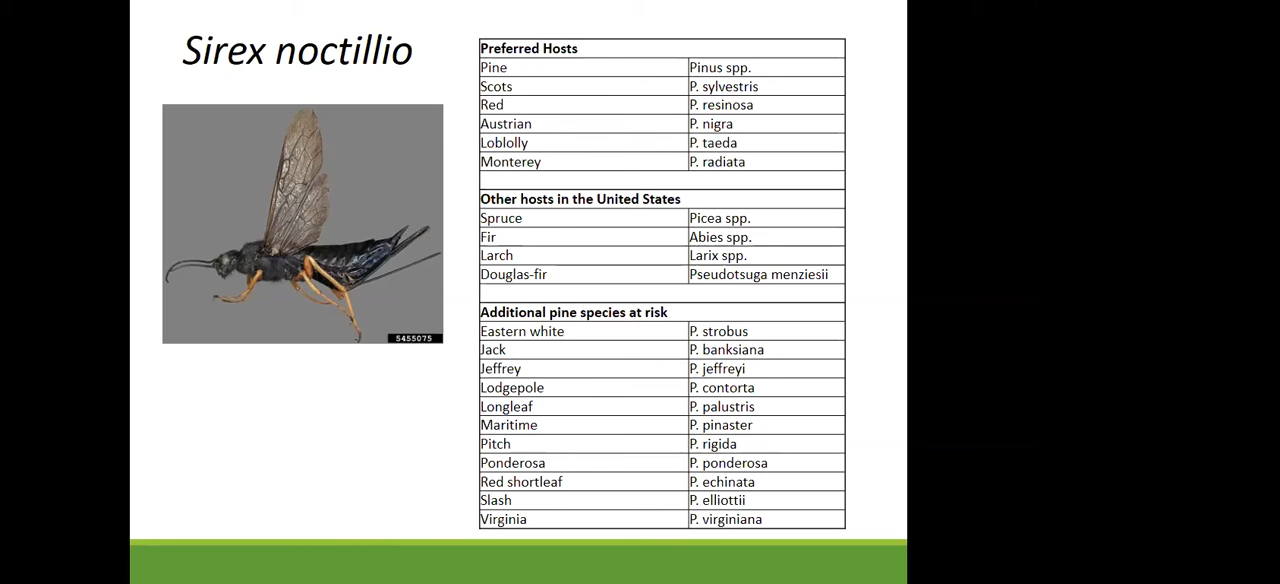 Sirex noctillio
Preferred Hosts
Pine Pinus spp.
Scots P. sylvestris
Red P. resinosa
Austrian P. nigra
Loblolly P. taeda
Monterey P. radiata
Other hosts in the United States
Spruce Picea spp.
Fir Abies spp.
Larch Larix spp.
Douglas-fir Pseudotsuga menziesii
Additional pine species at risk
Eastern white P. strobus
Jack P. banksiana
Jeffrey P. jeffreyi
Lodgepole P. contorta
Longleaf P. palustris
Maritime P. pinaster
Pitch P. rigida
Ponderosa P. ponderosa
Red shortleaf P. echinata
Slash P. elliottii
Virginia P. virginiana
5455075